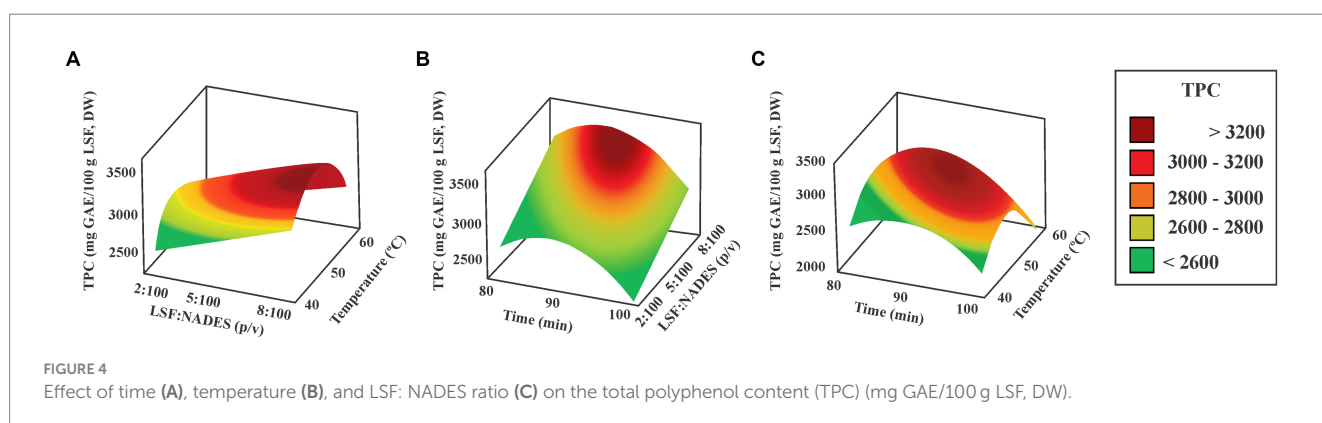 A
TPC (mg GAE/100 g LSF, DW)
3500
3000
2500
2:100
5:100
8:100
LSF:NADES (p/v)
40
50
60
Temperature (ºC)
B
TPC (mg GAE/100 g LSF, DW)
3500
3000
2500
80
90
100
Time (min)
2:100
5:100
8:100
LSF:NADES (p/v)
C
TPC (mg GAE/100 g LSF, DW)
3500
3000
2500
2000
80
90
100
Time (min)
40
50
60
Temperature (ºC)
TPC
> 3200
3000 - 3200
2800 - 3000
2600 - 2800
< 2600
FIGURE 4
Effect of time (A), temperature (B), and LSF: NADES ratio (C) on the total polyphenol content (TPC) (mg GAE/100 g LSF, DW).